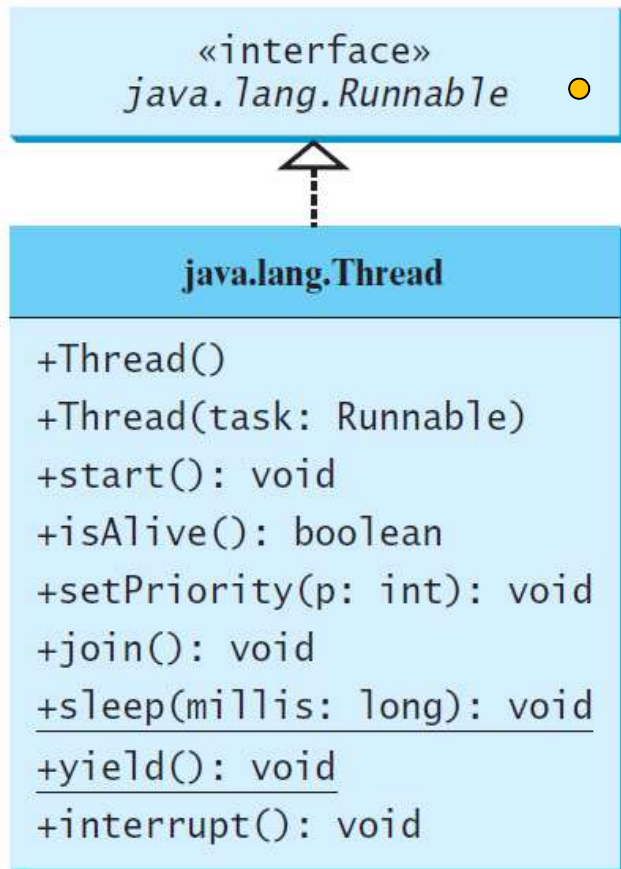 «interface»
java.lang.Runnable
java.lang.Thread
+Thread()
+Thread(task: Runnable)
+start(): void
+isAlive(): boolean
+setPriority(p: int): void
+join(): void
+sleep(millis: long): void
+yield(): void
+interrupt(): void